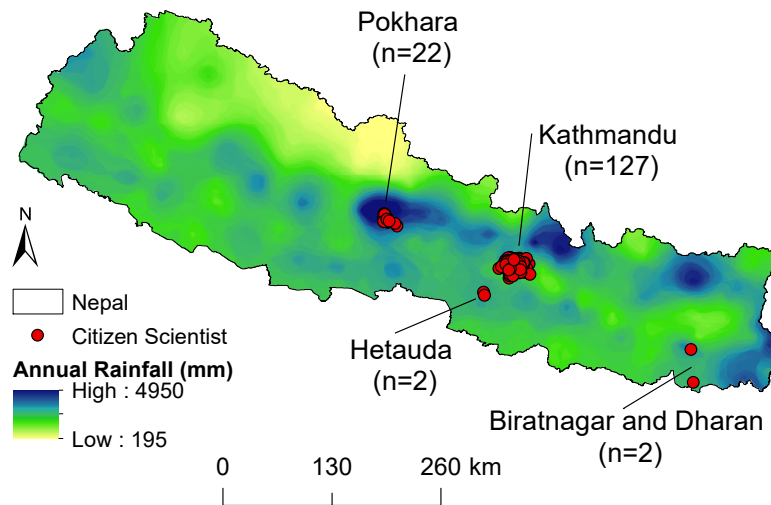 Pokhara
(n=22)
Kathmandu
(n=127)
N
Nepal
Citizen Scientist
Annual Rainfall (mm)
High : 4950
Low : 195
Hetauda
(n=2)
Biratnagar and Dharan
(n=2)
0 130 260 km